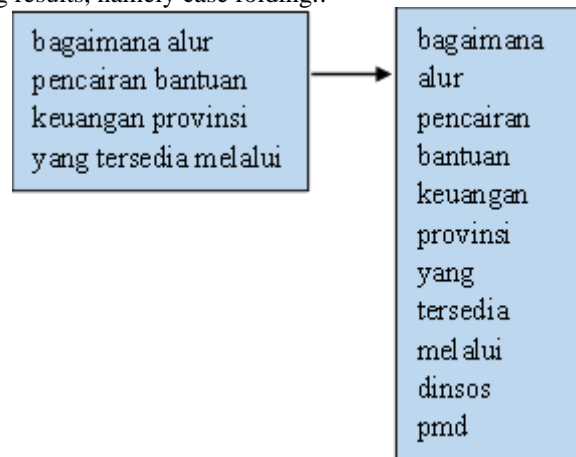 g results, namely case folding..
bagaimana alur
pencairan bantuan
keuangan provinsi
yang tersedia melalui
bagaimana
alur
pencairan
bantuan
keuangan
provinsi
yang
tersedia
melalui
dinsos
pmd